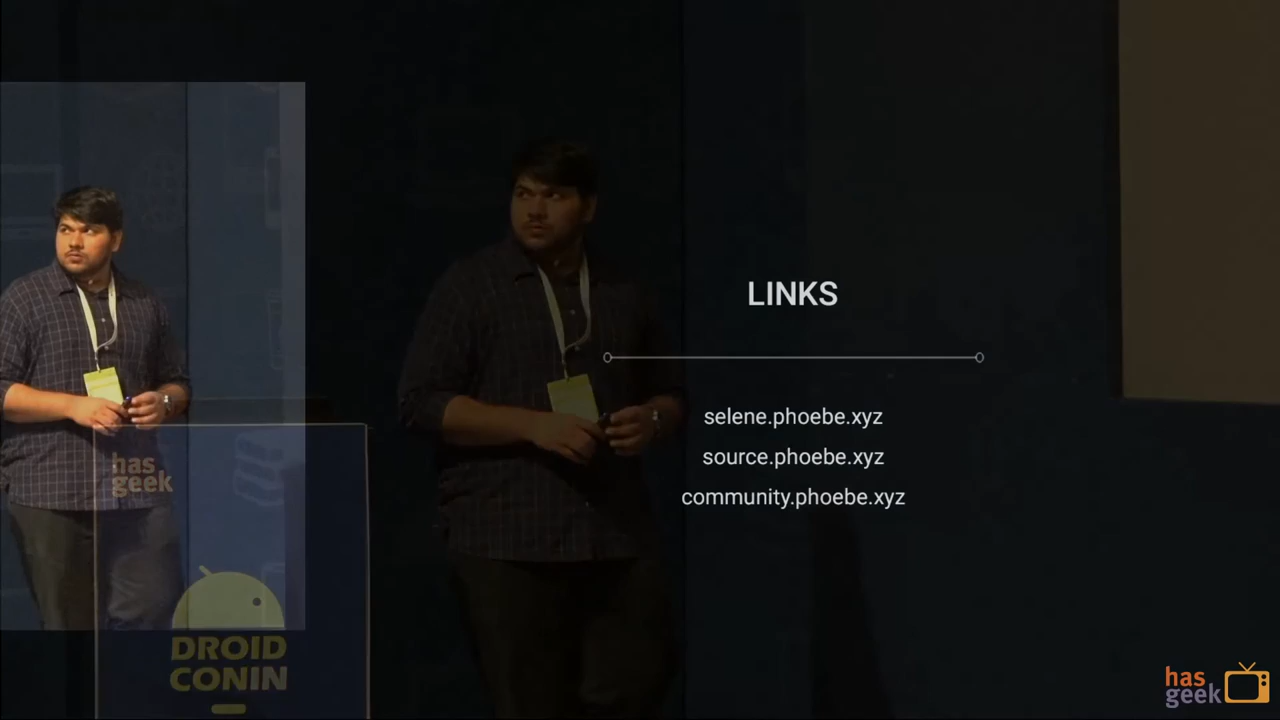 LINKS
selene.phoebe.xyz
source.phoebe.xyz
community.phoebe.xyz
has
geek
DROID
CONIN
has
geek